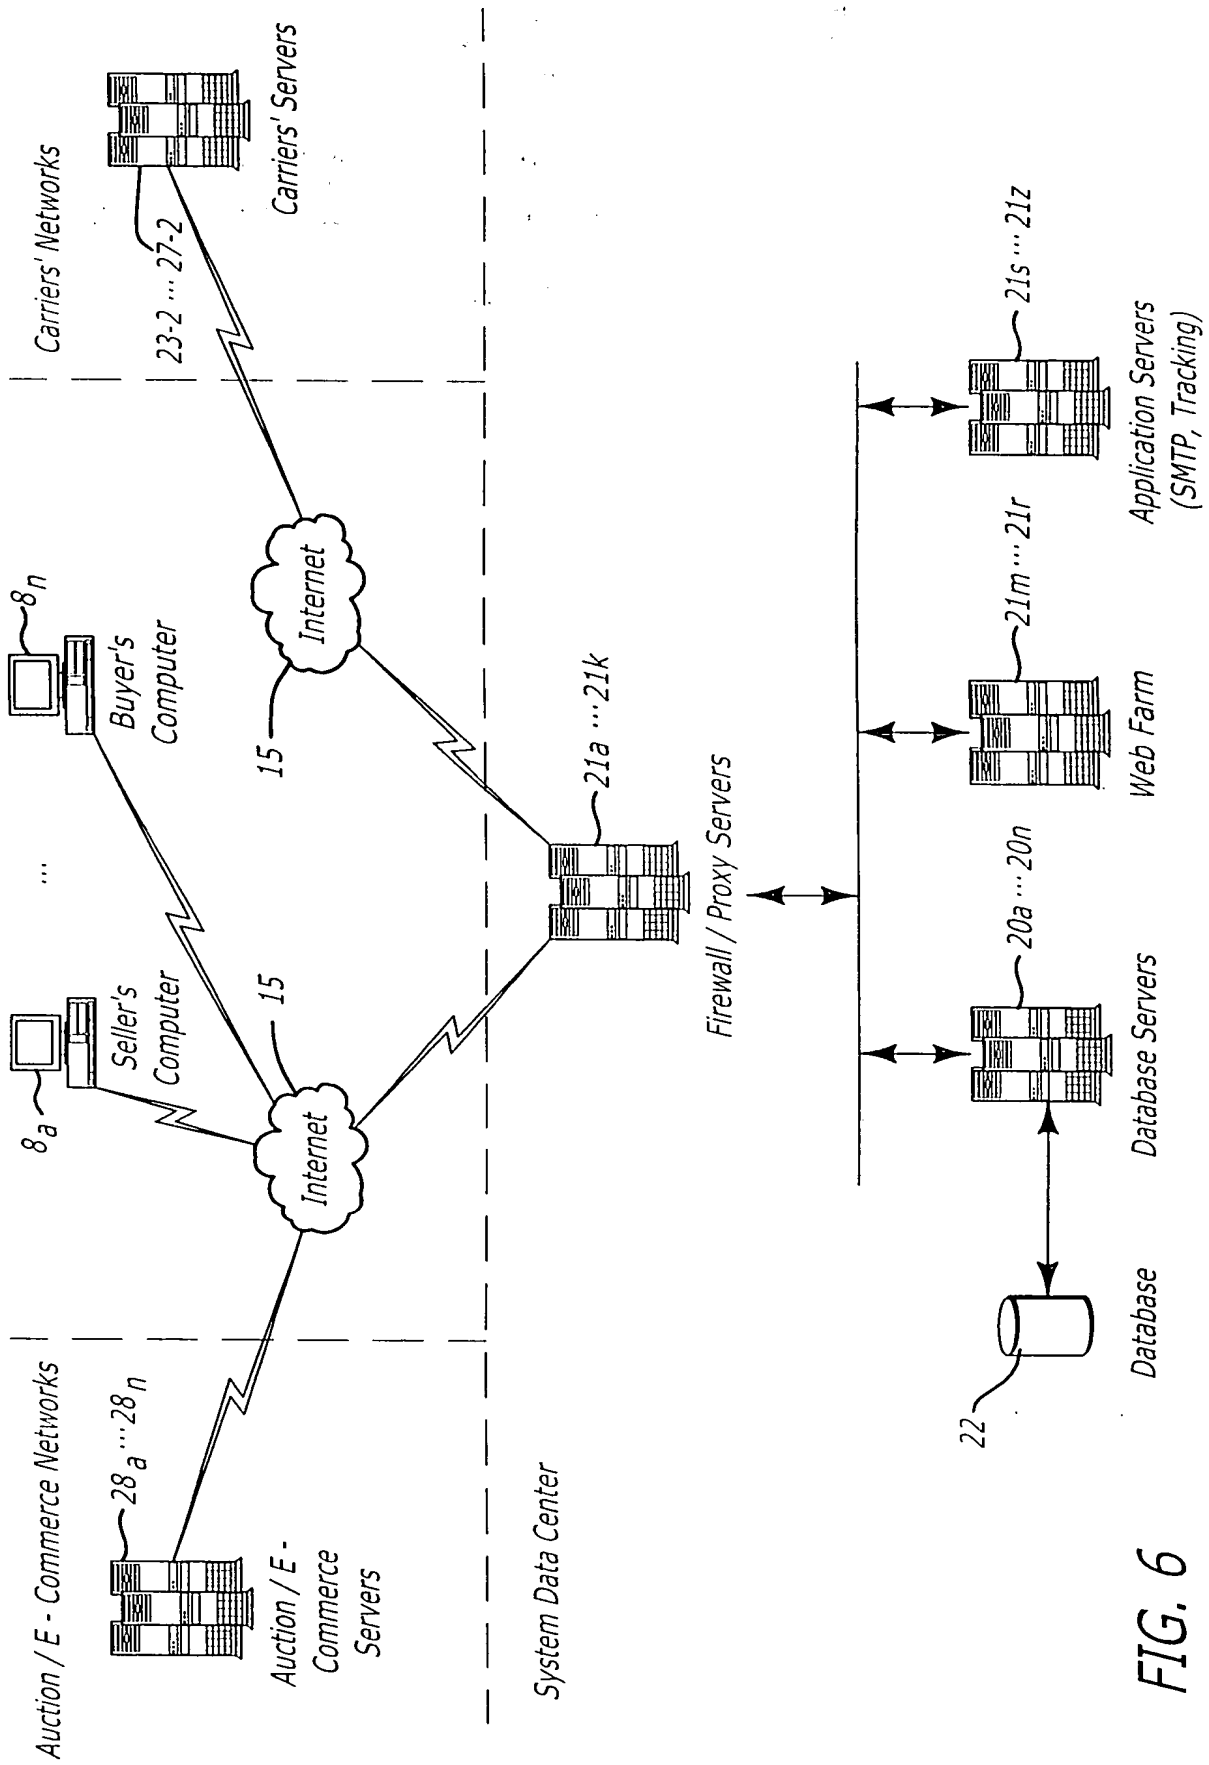 Auction / E - Commerce Networks
Carriers' Networks
8a
8n
...
Seller's
Computer
Buyer's
Computer
28a ... 28n
23-2 ... 27-2
Auction / E -
Commerce
Servers
Internet
15
Internet
15
Carriers' Servers
System Data Center
21a ... 21k
Firewall / Proxy Servers
22
20a ... 20n
21m ... 21r
21s ... 21z
Database
Database Servers
Web Farm
Application Servers
(SMTP, Tracking)
FIG. 6